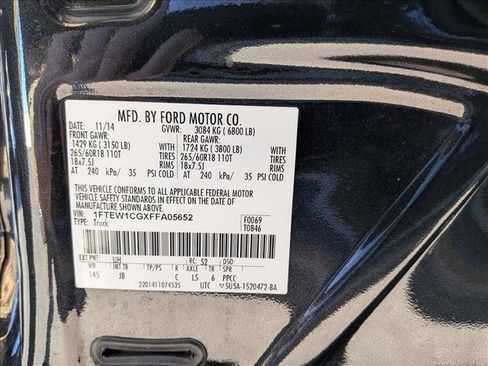 MFD. BY FORD MOTOR CO.
DATE: 11/14 GVWR: 3084 KG ( 6800 LB)
FRONT GAWR: REAR GAWR:
1429 KG ( 3150 LB) WITH 1724 KG ( 3800 LB) WITH
265/60R18 110T TIRES 265/60R18 110T TIRES
18x7.5J RIMS 18x7.5J RIMS
AT 240 kPa/ 35 PSI COLD AT 240 kPa/ 35 PSI COLD
THIS VEHICLE CONFORMS TO ALL APPLICABLE FEDERAL MOTOR
VEHICLE SAFETY STANDARDS IN EFFECT ON THE DATE OF
MANUFACTURE SHOWN ABOVE.
VIN: 1FTEW1CGXFFA05652 F0069
TYPE: Truck T0846
EXT PNT: UH RC: 52 DSO:
WB INT TR TP/PS R AXLE TR SPR
145 JB C L5 6 PPCC
2201411074535 UTC 5U5A-1520472-BA